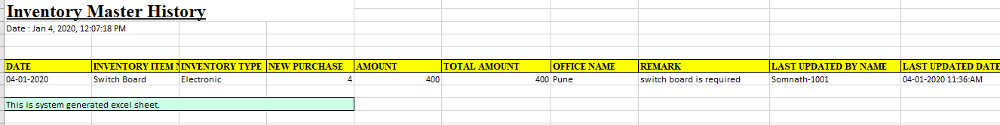 Inventory Master History
Date : Jan 4, 2020, 12:07:18 PM
DATE INVENTORY ITEM INVENTORY TYPE NEW PURCHASE AMOUNT TOTAL AMOUNT OFFICE NAME REMARK LAST UPDATED BY NAME LAST UPDATED DATE
04-01-2020 Switch Board Electronic 4 400 400 Pune switch board is required Somnath-1001 04-01-2020 11:36:AM
This is system generated excel sheet.